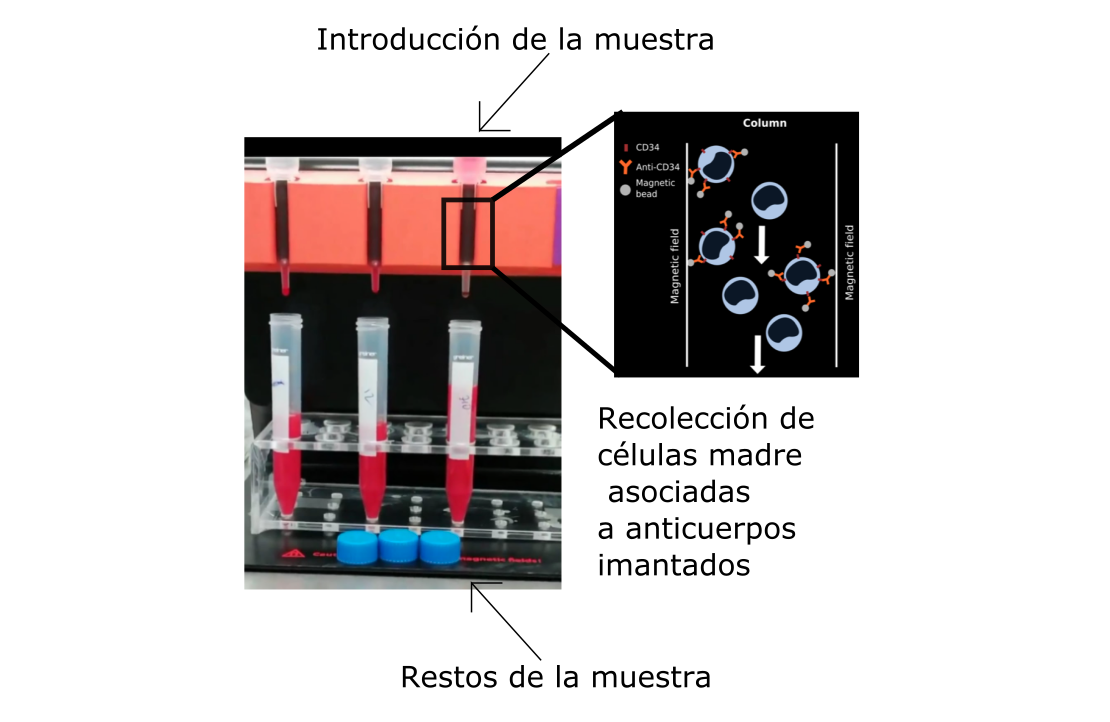 Introducción de la muestra
Column
CD34
Anti-CD34
Magnetic
bead
Magnetic field
Magnetic field
Recolección de
células madre
asociadas
a anticuerpos
imantados
Restos de la muestra